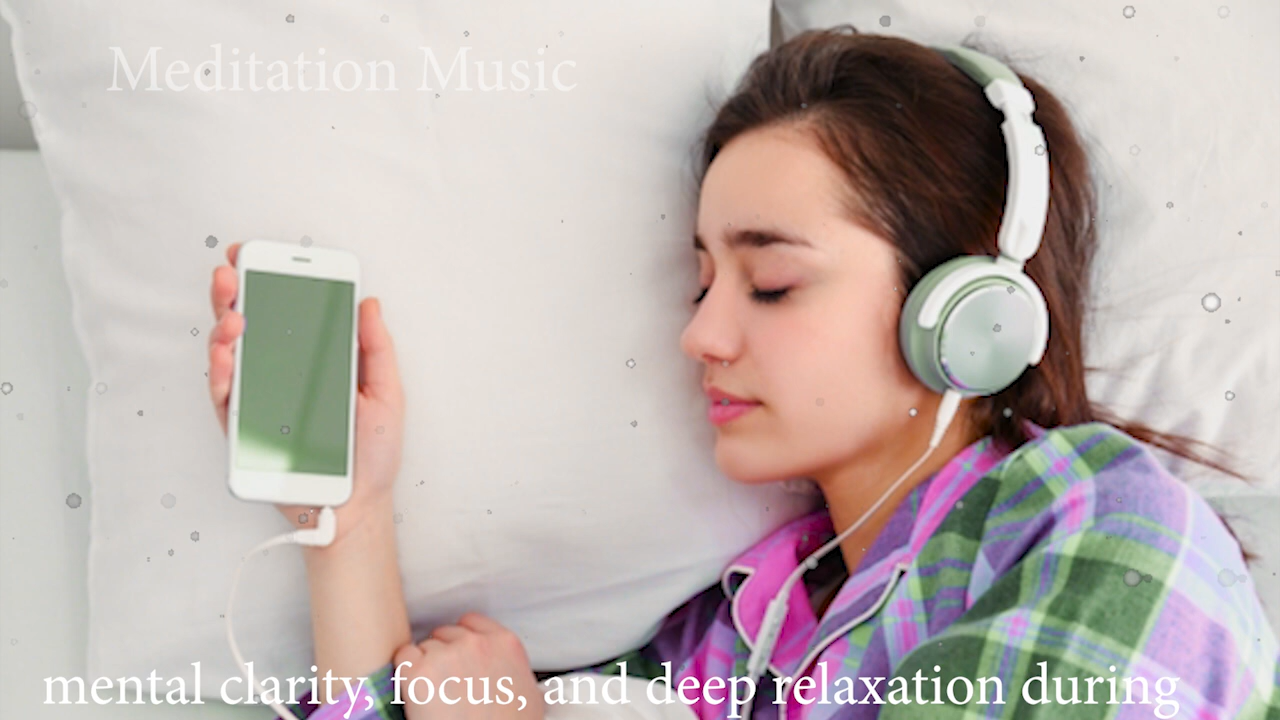 Meditation Music
mental clarity, focus, and deep relaxation during